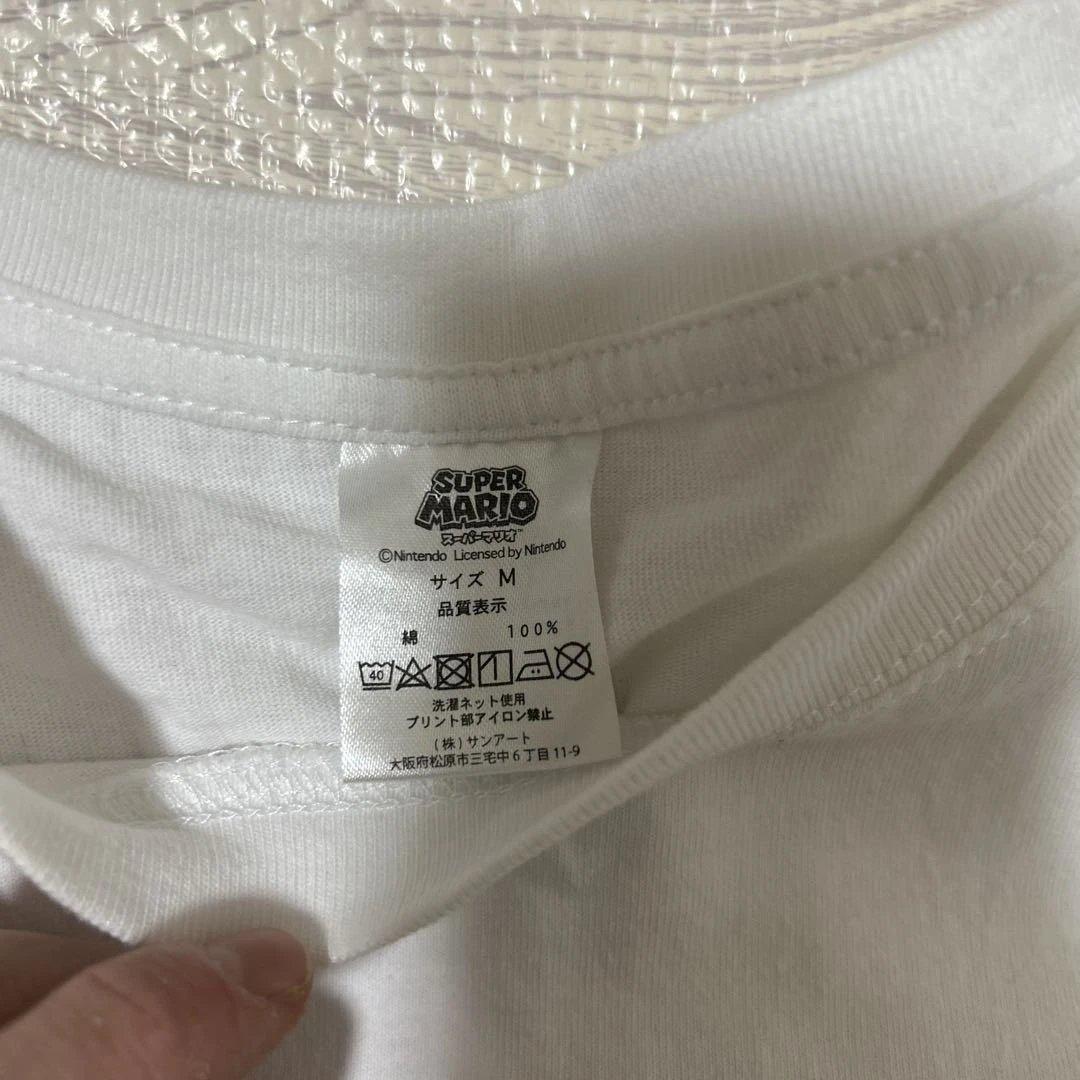 SUPER
MARIO
スーパーマリオ™
©Nintendo Licensed by Nintendo
サイズ M
品質表示
綿 100%
40
洗濯ネット使用
プリント部アイロン禁止
(株)サンアート
大阪府松原市三宅中6丁目11-9